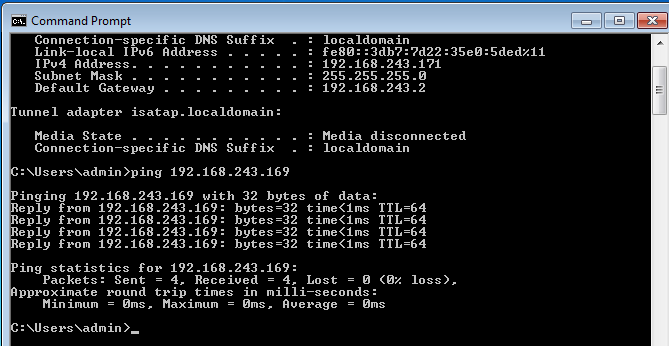 Command Prompt
Connection-specific DNS Suffix  . : localdomain
Link-local IPv6 Address . . . . . : fe80::3db7:7d22:35e0:5ded%11
IPv4 Address. . . . . . . . . . . : 192.168.243.171
Subnet Mask . . . . . . . . . . . : 255.255.255.0
Default Gateway . . . . . . . . . : 192.168.243.2
Tunnel adapter isatap.localdomain:
Media State . . . . . . . . . . . : Media disconnected
Connection-specific DNS Suffix  . : localdomain
C:\Users\admin>ping 192.168.243.169
Pinging 192.168.243.169 with 32 bytes of data:
Reply from 192.168.243.169: bytes=32 time<1ms TTL=64
Reply from 192.168.243.169: bytes=32 time<1ms TTL=64
Reply from 192.168.243.169: bytes=32 time<1ms TTL=64
Reply from 192.168.243.169: bytes=32 time<1ms TTL=64
Ping statistics for 192.168.243.169:
Packets: Sent = 4, Received = 4, Lost = 0 (0% loss),
Approximate round trip times in milli-seconds:
Minimum = 0ms, Maximum = 0ms, Average = 0ms
C:\Users\admin>_